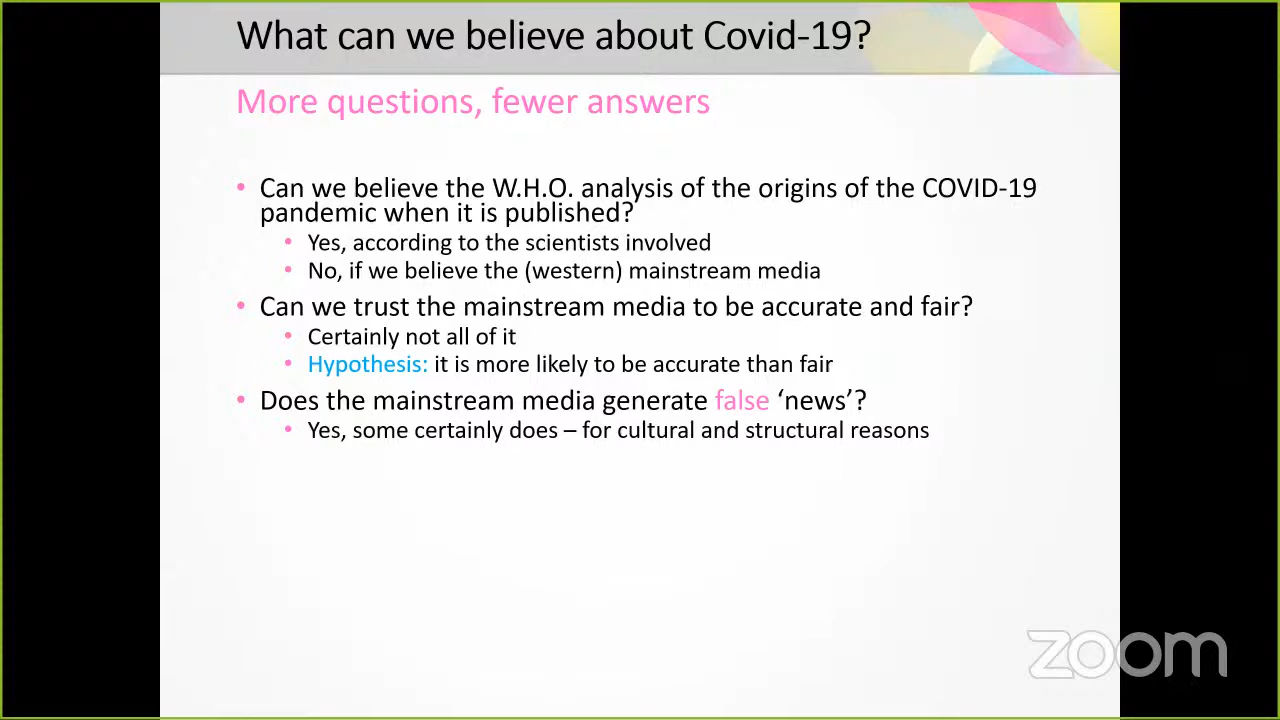 What can we believe about Covid-19?
More questions, fewer answers
• Can we believe the W.H.O. analysis of the origins of the COVID-19
pandemic when it is published?
• Yes, according to the scientists involved
• No, if we believe the (western) mainstream media
• Can we trust the mainstream media to be accurate and fair?
• Certainly not all of it
• Hypothesis: it is more likely to be accurate than fair
• Does the mainstream media generate false ‘news’?
• Yes, some certainly does – for cultural and structural reasons
zoom